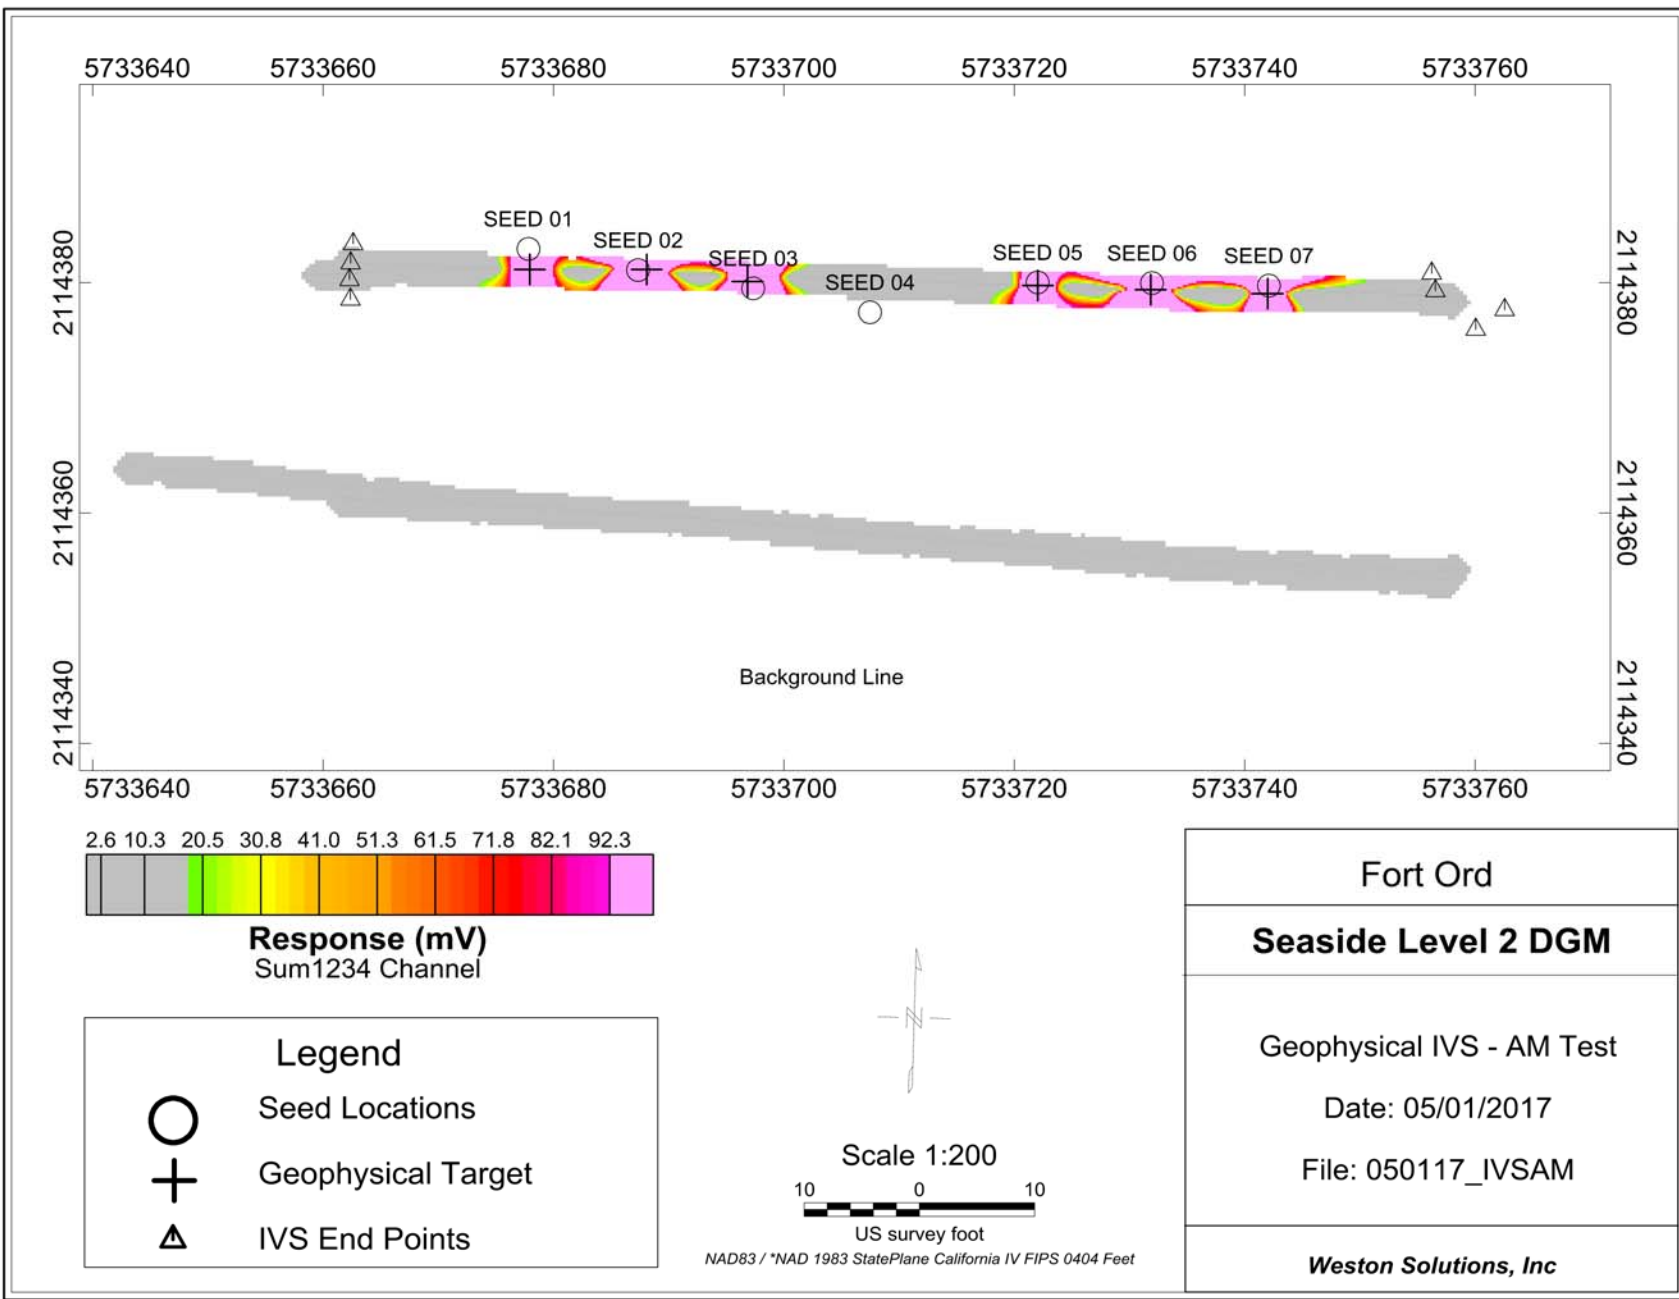 5733640 5733660 5733680 5733700 5733720 5733740 5733760
SEED 01
SEED 02
SEED 03
SEED 04
SEED 05
SEED 06
SEED 07
2114380
2114380
2114360
2114360
Background Line
2114340
2114340
5733640 5733660 5733680 5733700 5733720 5733740 5733760
2.6 10.3 20.5 30.8 41.0 51.3 61.5 71.8 82.1 92.3
Response (mV)
Sum1234 Channel
Legend
Seed Locations
Geophysical Target
IVS End Points
N
Scale 1:200
10 0 10
US survey foot
NAD83 / *NAD 1983 StatePlane California IV FIPS 0404 Feet
Fort Ord
Seaside Level 2 DGM
Geophysical IVS - AM Test
Date: 05/01/2017
File: 050117_IVSAM
Weston Solutions, Inc